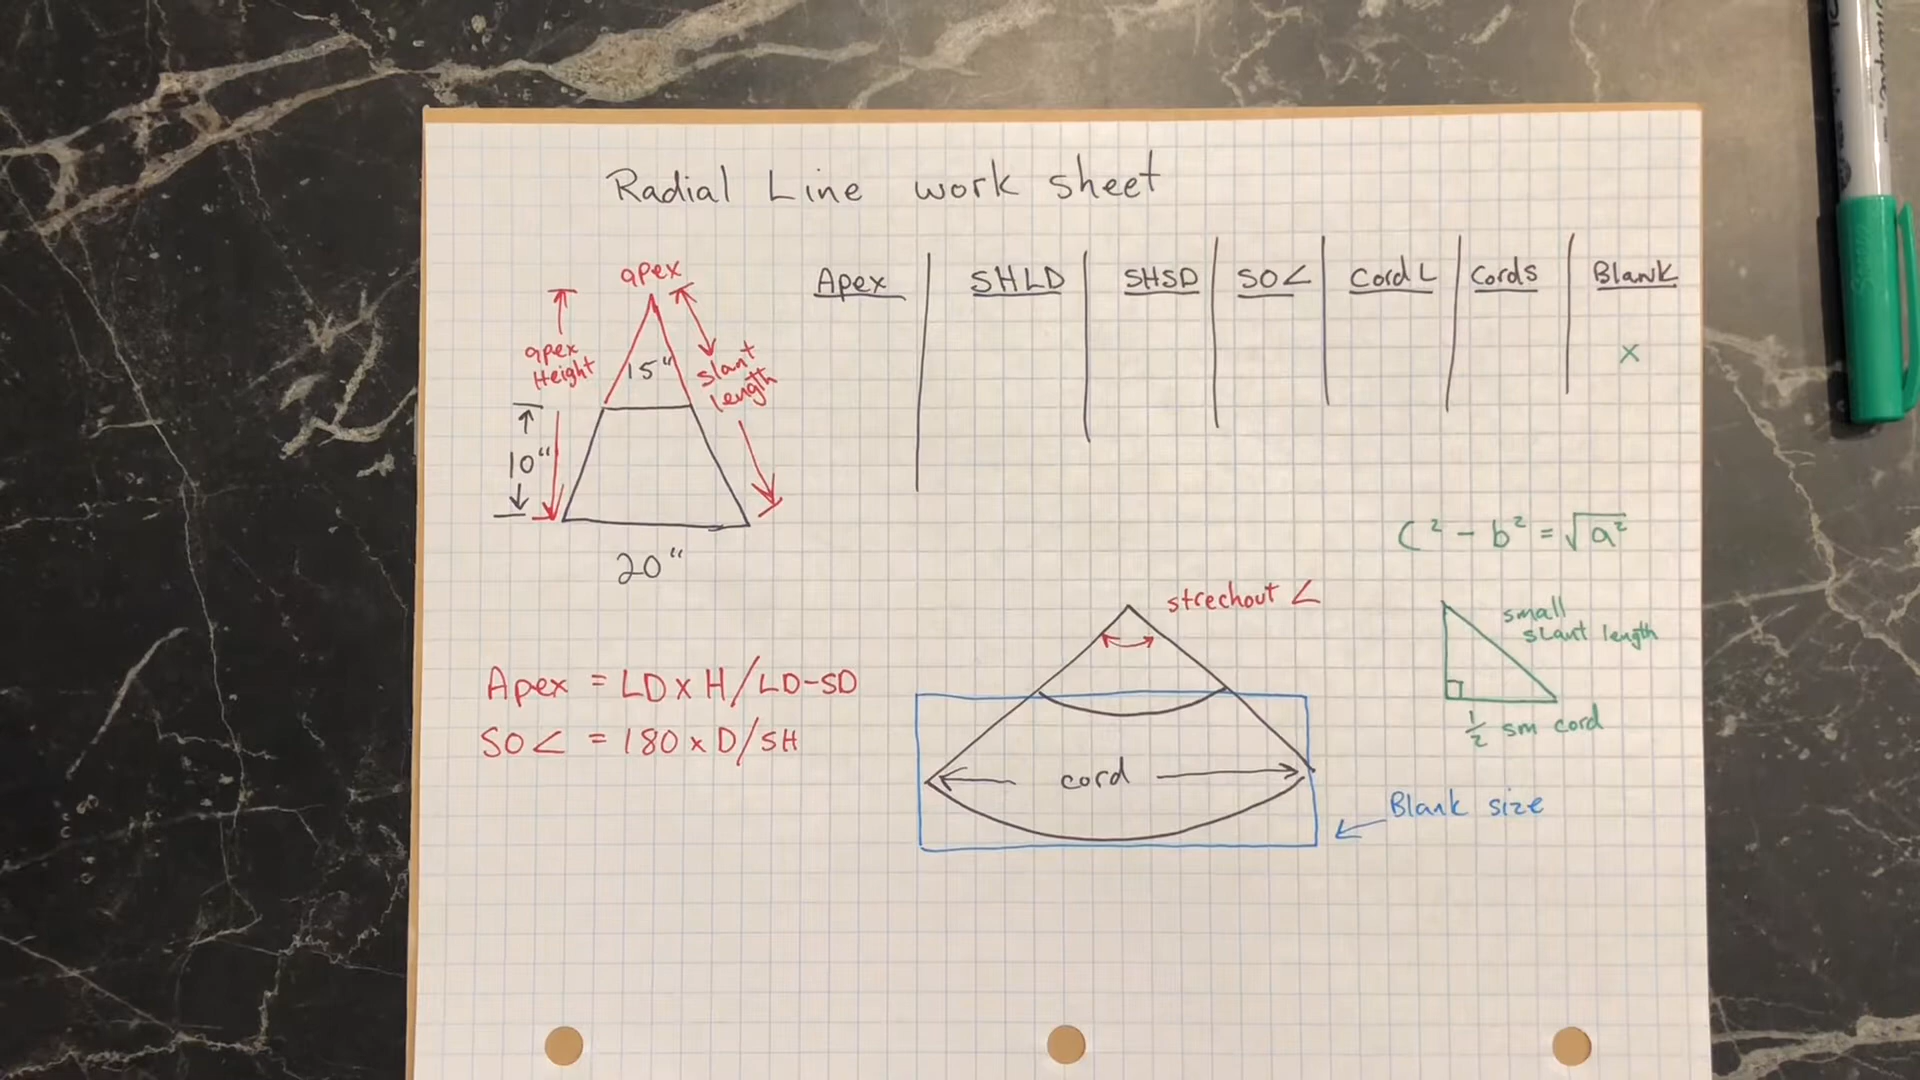 Radial Line work sheet
Apex SHLD SHSD SO∠ Cord L Cords Blank
x
apex
apex
Height
slant
length
15"
10"
20"
C² - b² = √a²
strechout ∠
small
slant length
½ sm cord
Apex = LD x H/LD-SD
SO∠ = 180 x D/SH
cord
Blank size